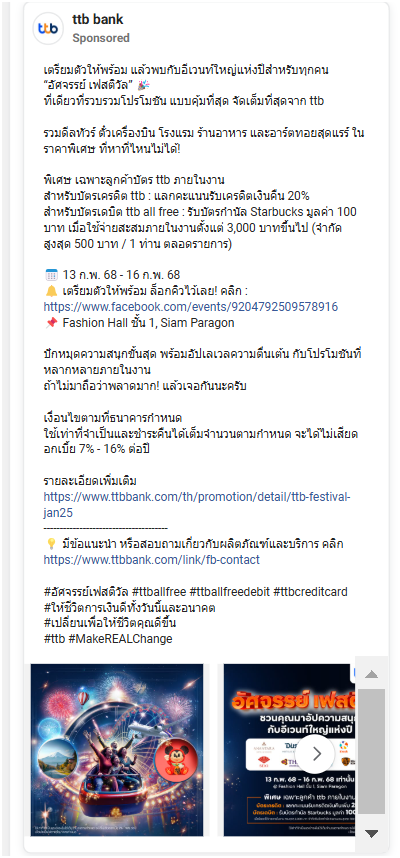 ttb bank
Sponsored
เตรียมตัวให้พร้อม แล้วพบกับอีเวนท์ใหญ่แห่งปีสำหรับทุกคน
“อัศจรรย์ เฟสติวัล” 🎉
ที่เดียวที่รวบรวมโปรโมชัน แบบคุ้มที่สุด จัดเต็มที่สุดจาก ttb
รวมดีลทัวร์ ตั๋วเครื่องบิน โรงแรม ร้านอาหาร และอาร์ตทอยสุดแรร์ ใน
ราคาพิเศษ ที่หาที่ไหนไม่ได้!
พิเศษ เฉพาะลูกค้าบัตร ttb ภายในงาน
สำหรับบัตรเครดิต ttb : แลกคะแนนรับเครดิตเงินคืน 20%
สำหรับบัตรเดบิต ttb all free : รับบัตรกำนัล Starbucks มูลค่า 100
บาท เมื่อใช้จ่ายสะสมภายในงานตั้งแต่ 3,000 บาทขึ้นไป (จำกัด
สูงสุด 500 บาท / 1 ท่าน ตลอดรายการ)
🗓️ 13 ก.พ. 68 - 16 ก.พ. 68
🔔 เตรียมตัวให้พร้อม ล็อกคิวไว้เลย! คลิก :
https://www.facebook.com/events/9204792509578916
📌 Fashion Hall ชั้น 1, Siam Paragon
ปักหมุดความสนุกขั้นสุด พร้อมอัปเลเวลความตื่นเต้น กับโปรโมชันที่
หลากหลายภายในงาน
ถ้าไม่มาถือว่าพลาดมาก! แล้วเจอกันนะครับ
เงื่อนไขตามที่ธนาคารกำหนด
ใช้เท่าที่จำเป็นและชำระคืนได้เต็มจำนวนตามกำหนด จะได้ไม่เสียด
อกเบี้ย 7% - 16% ต่อปี
รายละเอียดเพิ่มเติม
https://www.ttbbank.com/th/promotion/detail/ttb-festival-
jan25
--------------------------------------
💡 มีข้อแนะนำ หรือสอบถามเกี่ยวกับผลิตภัณฑ์และบริการ คลิก
https://www.ttbbank.com/link/fb-contact
#อัศจรรย์เฟสติวัล #ttballfree #ttballfreedebit #ttbcreditcard
#ให้ชีวิตการเงินดีทั้งวันนี้และอนาคต
#เปลี่ยนเพื่อให้ชีวิตคุณดีขึ้น
#ttb #MakeREALChange
อัศจรรย์ เฟสติ
ชวนคุณมาอัปความสนุ
กับอีเวนท์ใหญ่แห่งปี
13 ก.พ. 68 – 16 ก.พ. 68 เท่านั้น
@ Fashion Hall ชั้น 1, Siam Paragon
พิเศษ เฉพาะลูกค้า ttb ภายในงาน